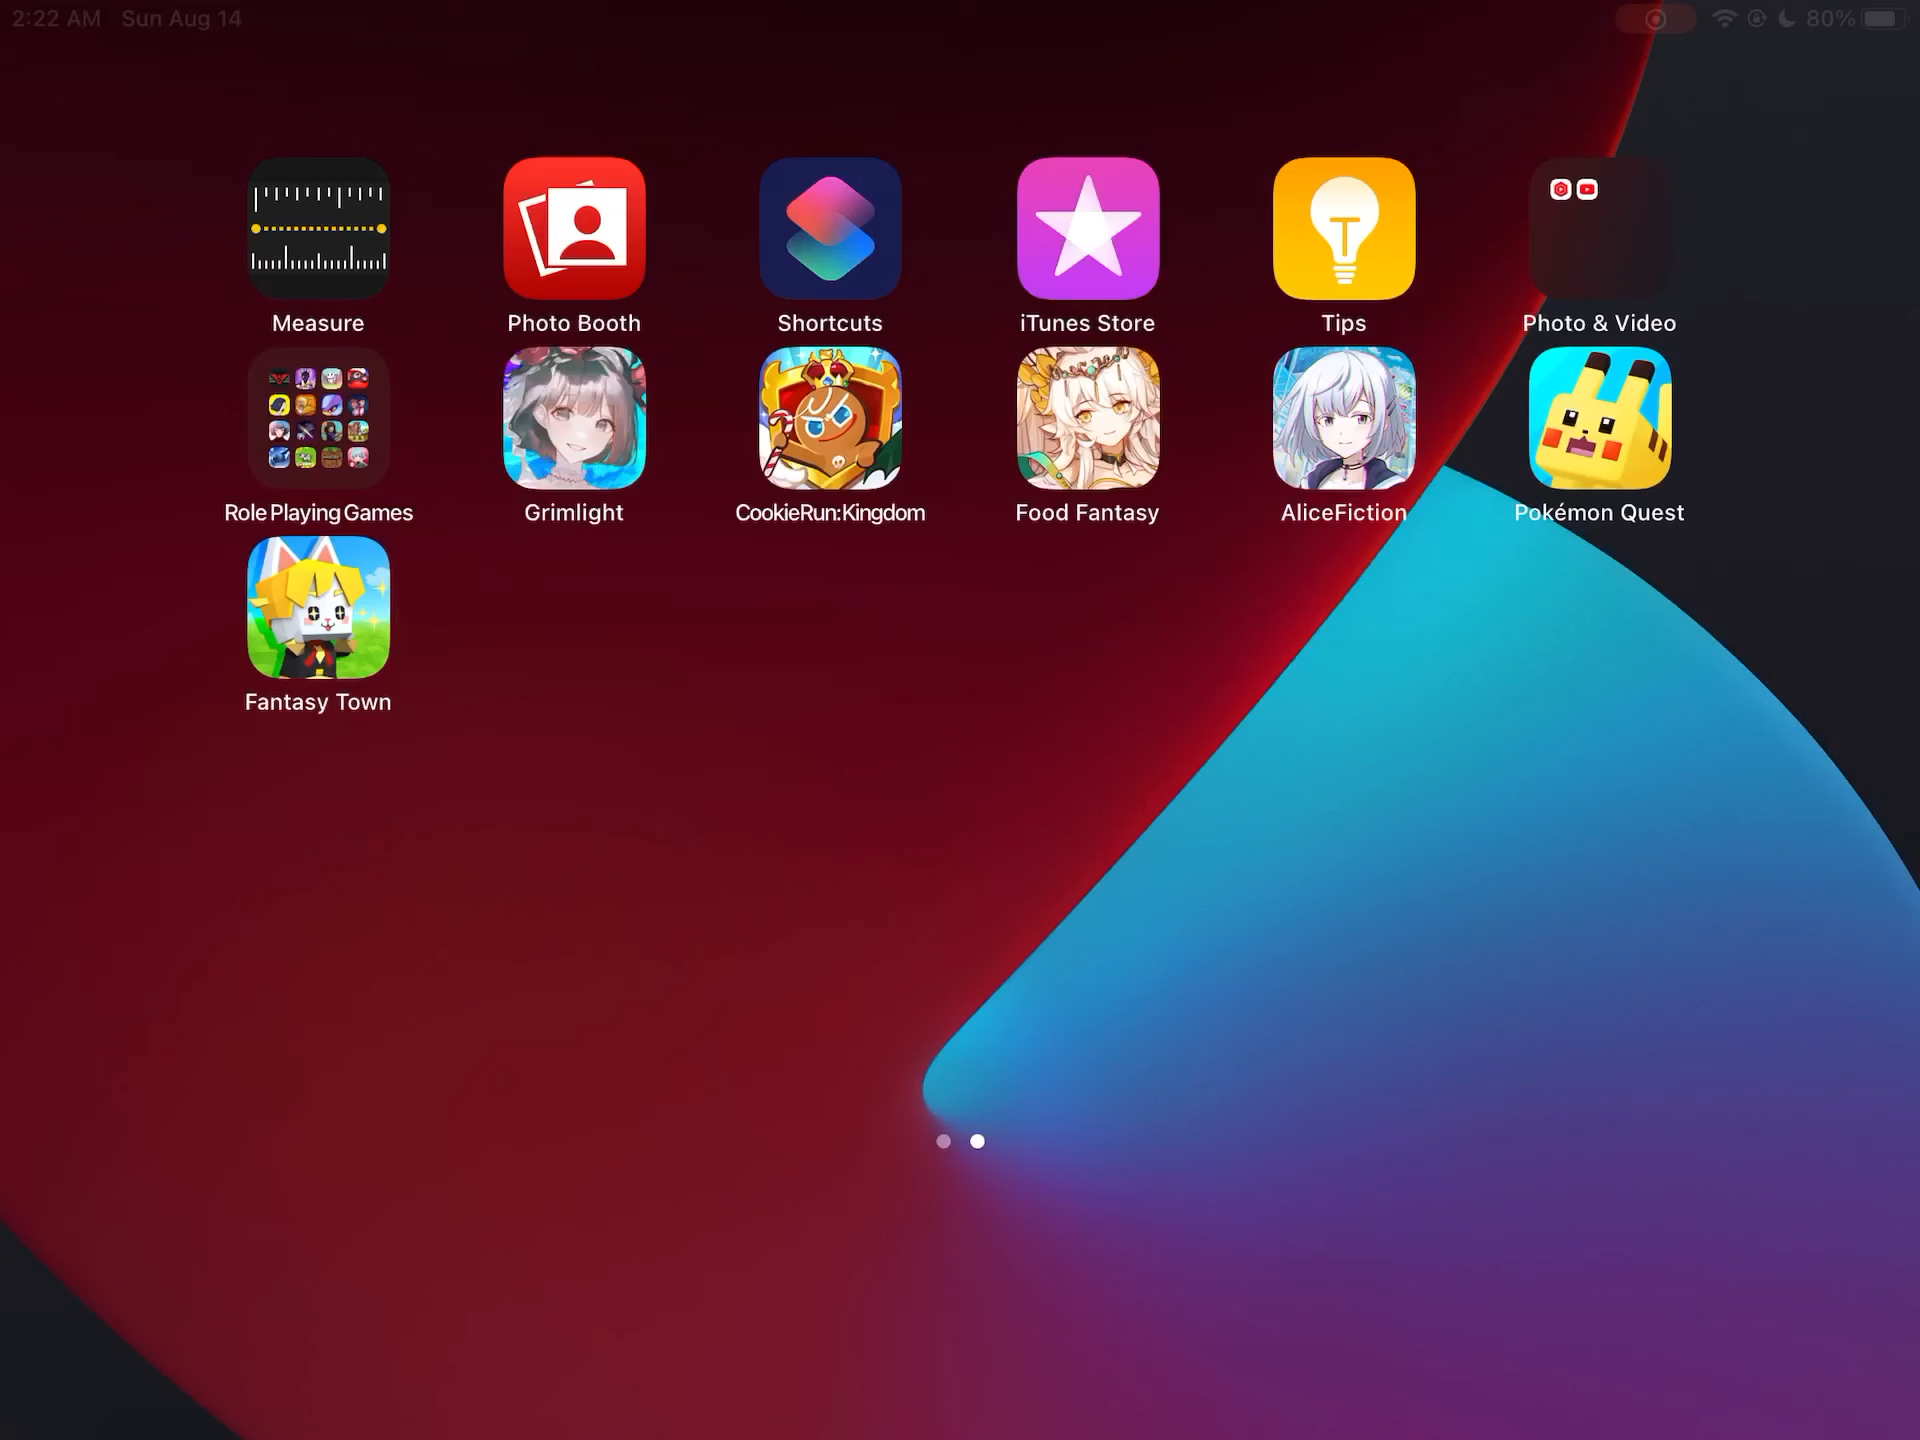 2:22 AM Sun Aug 14
80%
Measure
Photo Booth
Shortcuts
iTunes Store
Tips
Photo & Video
Role Playing Games
Grimlight
CookieRun:Kingdom
Food Fantasy
AliceFiction
Pokémon Quest
Fantasy Town